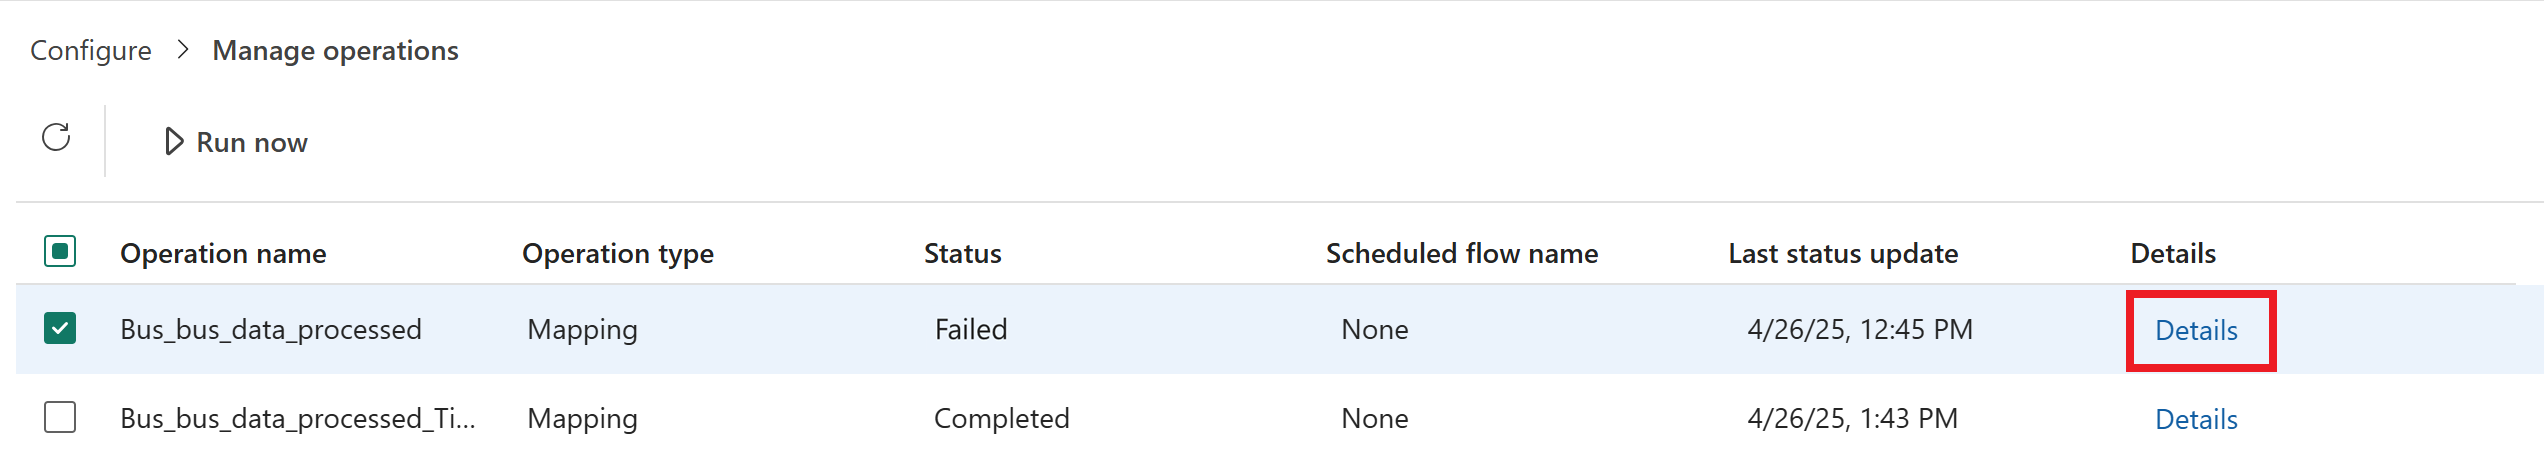 Configure > Manage operations
Run now
Operation name Operation type Status Scheduled flow name Last status update Details
Bus_bus_data_processed Mapping Failed None 4/26/25, 12:45 PM Details
Bus_bus_data_processed_Ti... Mapping Completed None 4/26/25, 1:43 PM Details